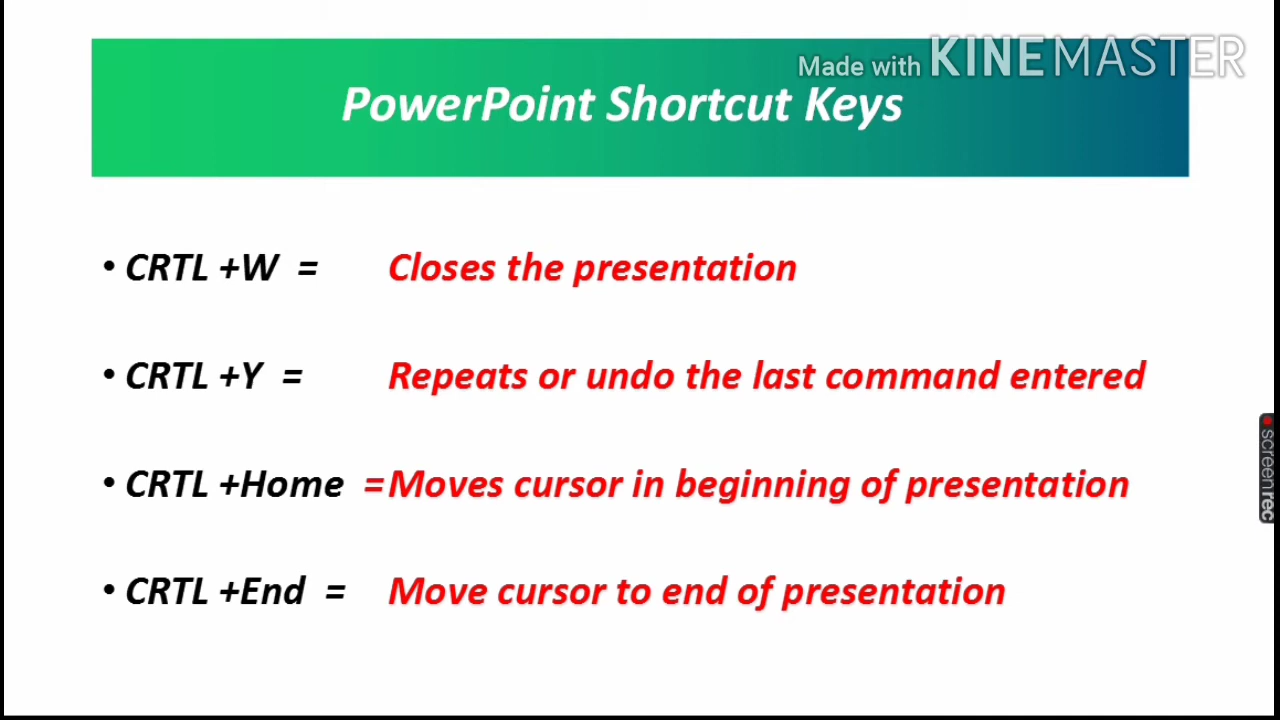 Made with KINEMASTER
PowerPoint Shortcut Keys
• CRTL +W = Closes the presentation
• CRTL +Y = Repeats or undo the last command entered
• CRTL +Home =Moves cursor in beginning of presentation
• CRTL +End = Move cursor to end of presentation
screenrec